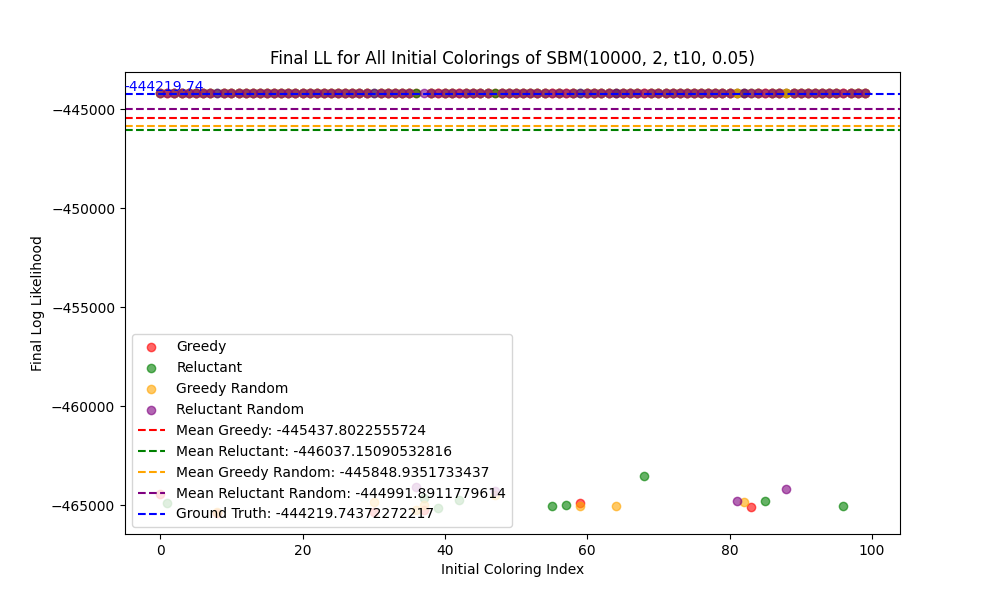 Final LL for All Initial Colorings of SBM(10000, 2, t10, 0.05)
-444219.74
Final Log Likelihood
−445000
−450000
−455000
−460000
−465000
Greedy
Reluctant
Greedy Random
Reluctant Random
Mean Greedy: -445437.8022555724
Mean Reluctant: -446037.15090532816
Mean Greedy Random: -445848.9351733437
Mean Reluctant Random: -444991.8911779614
Ground Truth: -444219.74372272217
0 20 40 60 80 100
Initial Coloring Index